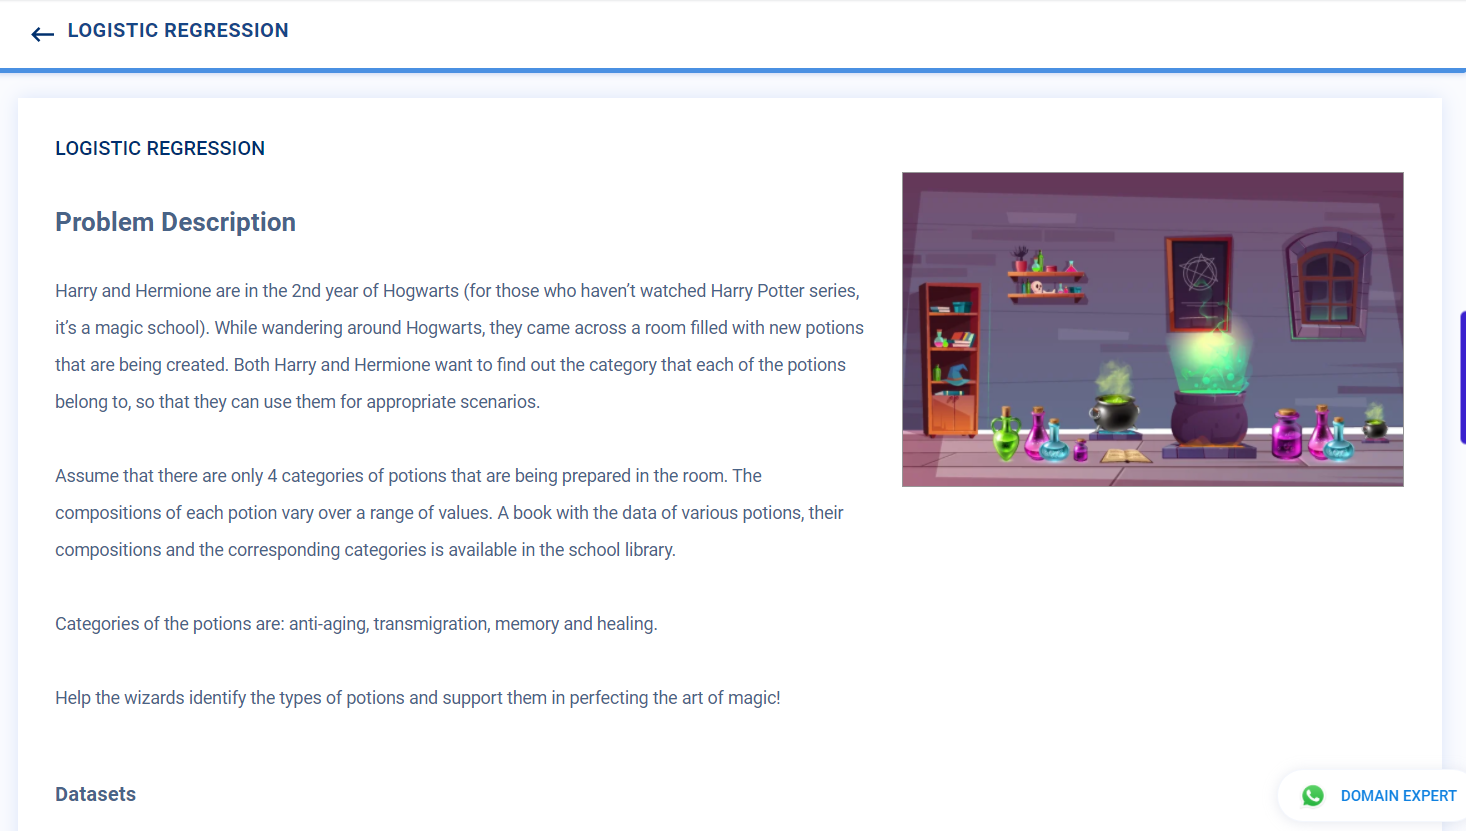 LOGISTIC REGRESSION
LOGISTIC REGRESSION
Problem Description
Harry and Hermione are in the 2nd year of Hogwarts (for those who haven’t watched Harry Potter series,
it’s a magic school). While wandering around Hogwarts, they came across a room filled with new potions
that are being created. Both Harry and Hermione want to find out the category that each of the potions
belong to, so that they can use them for appropriate scenarios.
Assume that there are only 4 categories of potions that are being prepared in the room. The
compositions of each potion vary over a range of values. A book with the data of various potions, their
compositions and the corresponding categories is available in the school library.
Categories of the potions are: anti-aging, transmigration, memory and healing.
Help the wizards identify the types of potions and support them in perfecting the art of magic!
Datasets
DOMAIN EXPERT